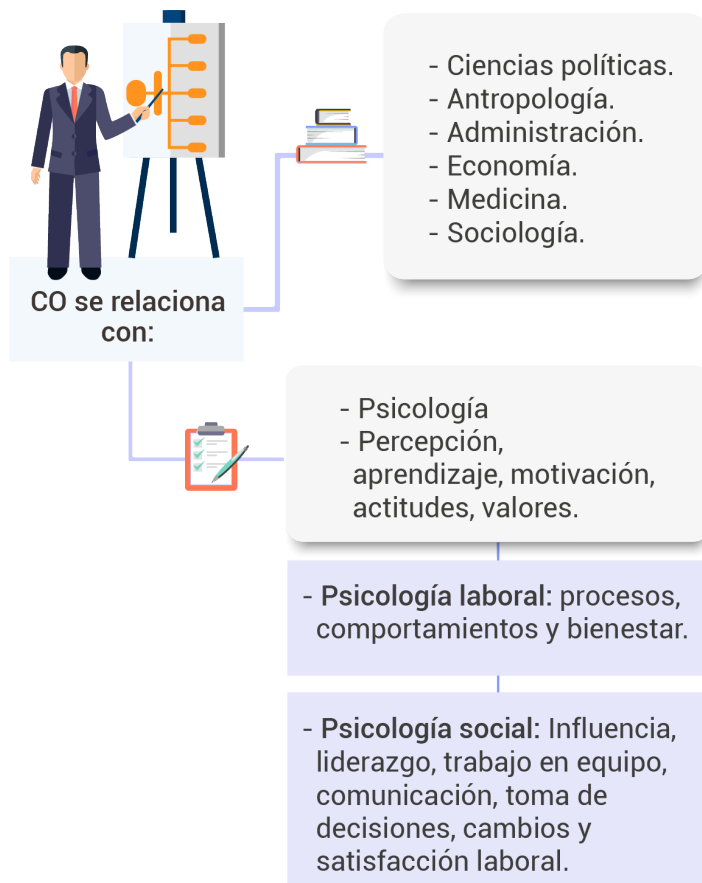 CO se relaciona
con:
- Ciencias políticas.
- Antropología.
- Administración.
- Economía.
- Medicina.
- Sociología.
- Psicología
- Percepción,
aprendizaje, motivación,
actitudes, valores.
- Psicología laboral: procesos,
comportamientos y bienestar.
- Psicología social: Influencia,
liderazgo, trabajo en equipo,
comunicación, toma de
decisiones, cambios y
satisfacción laboral.